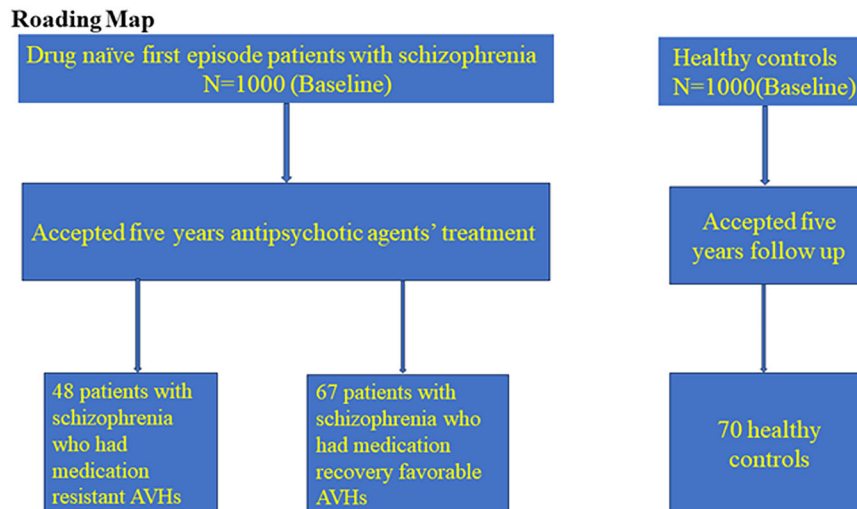 Roading Map
Drug naïve first episode patients with schizophrenia
N=1000 (Baseline)
Healthy controls
N=1000(Baseline)
Accepted five years antipsychotic agents’ treatment
Accepted five
years follow up
48 patients with
schizophrenia
who had
medication
resistant AVHs
67 patients with
schizophrenia who
had medication
recovery favorable
AVHs
70 healthy
controls